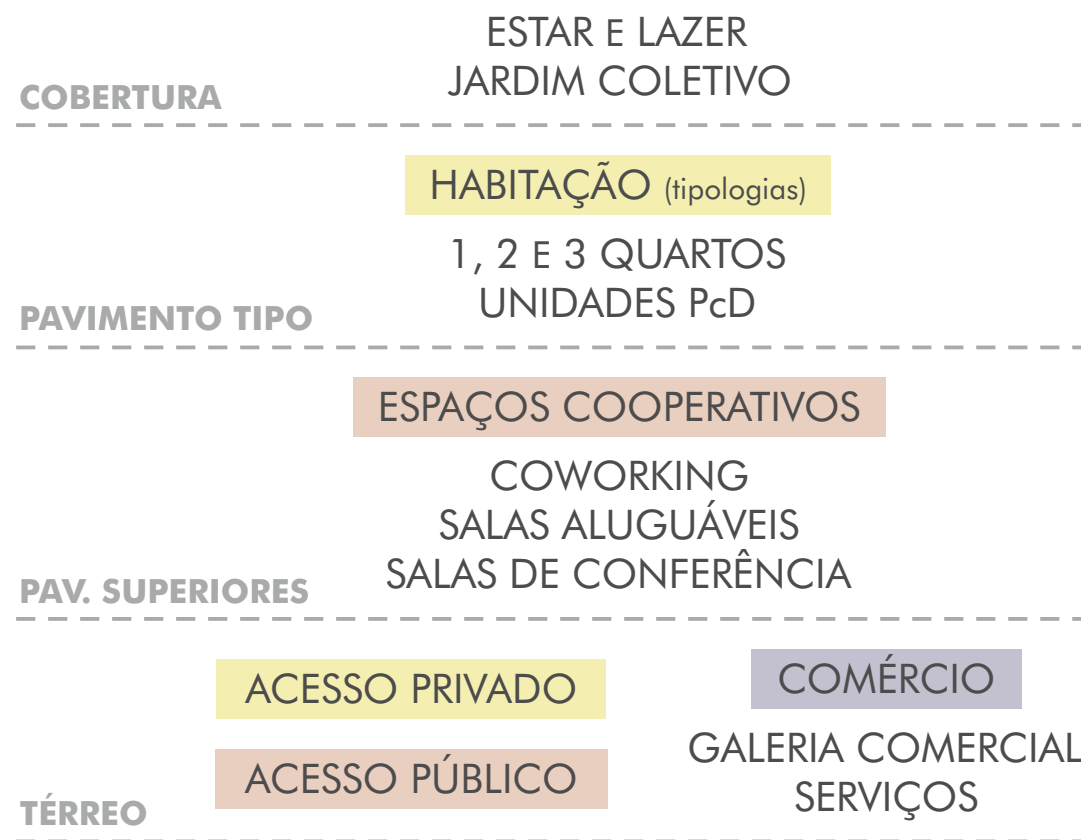 ESTAR E LAZER
JARDIM COLETIVO
COBERTURA
HABITAÇÃO (tipologias)
1, 2 E 3 QUARTOS
UNIDADES PcD
PAVIMENTO TIPO
ESPAÇOS COOPERATIVOS
COWORKING
SALAS ALUGUÁVEIS
SALAS DE CONFERÊNCIA
PAV. SUPERIORES
ACESSO PRIVADO
ACESSO PÚBLICO
COMÉRCIO
GALERIA COMERCIAL
SERVIÇOS
TÉRREO